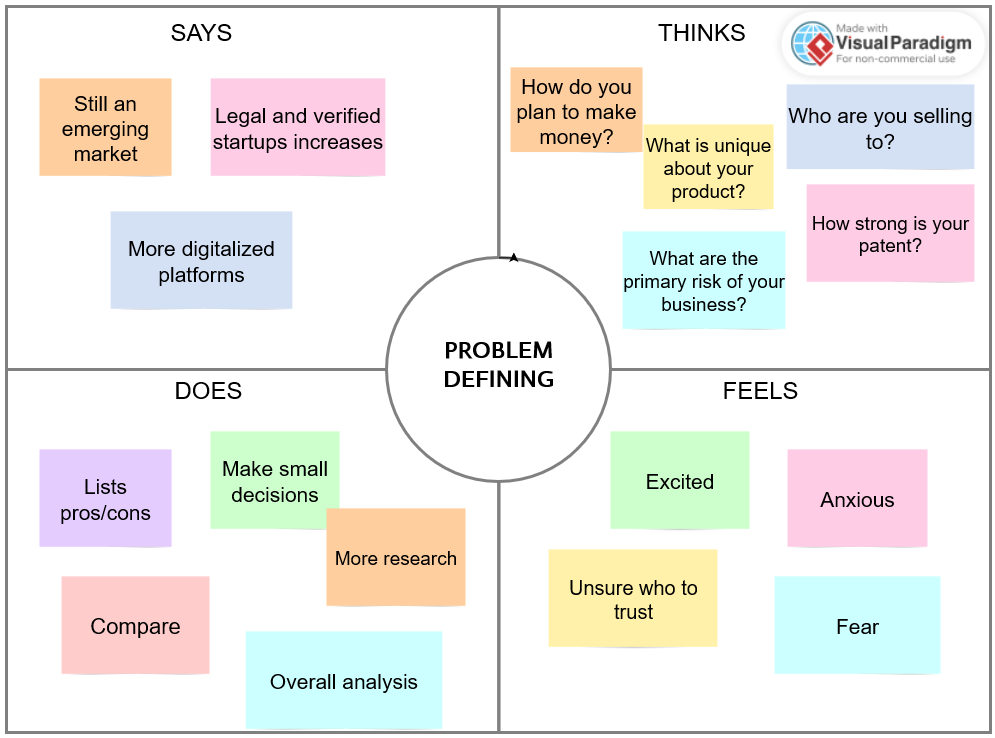 SAYS
Still an
emerging
market
Legal and verified
startups increases
More digitalized
platforms
THINKS
Made with
Visual Paradigm
For non-commercial use
How do you
plan to make
money?
What is unique
about your
product?
Who are you selling
to?
How strong is your
patent?
What are the
primary risk of your
business?
PROBLEM
DEFINING
DOES
Lists
pros/cons
Make small
decisions
More research
Compare
Overall analysis
FEELS
Excited
Anxious
Unsure who to
trust
Fear